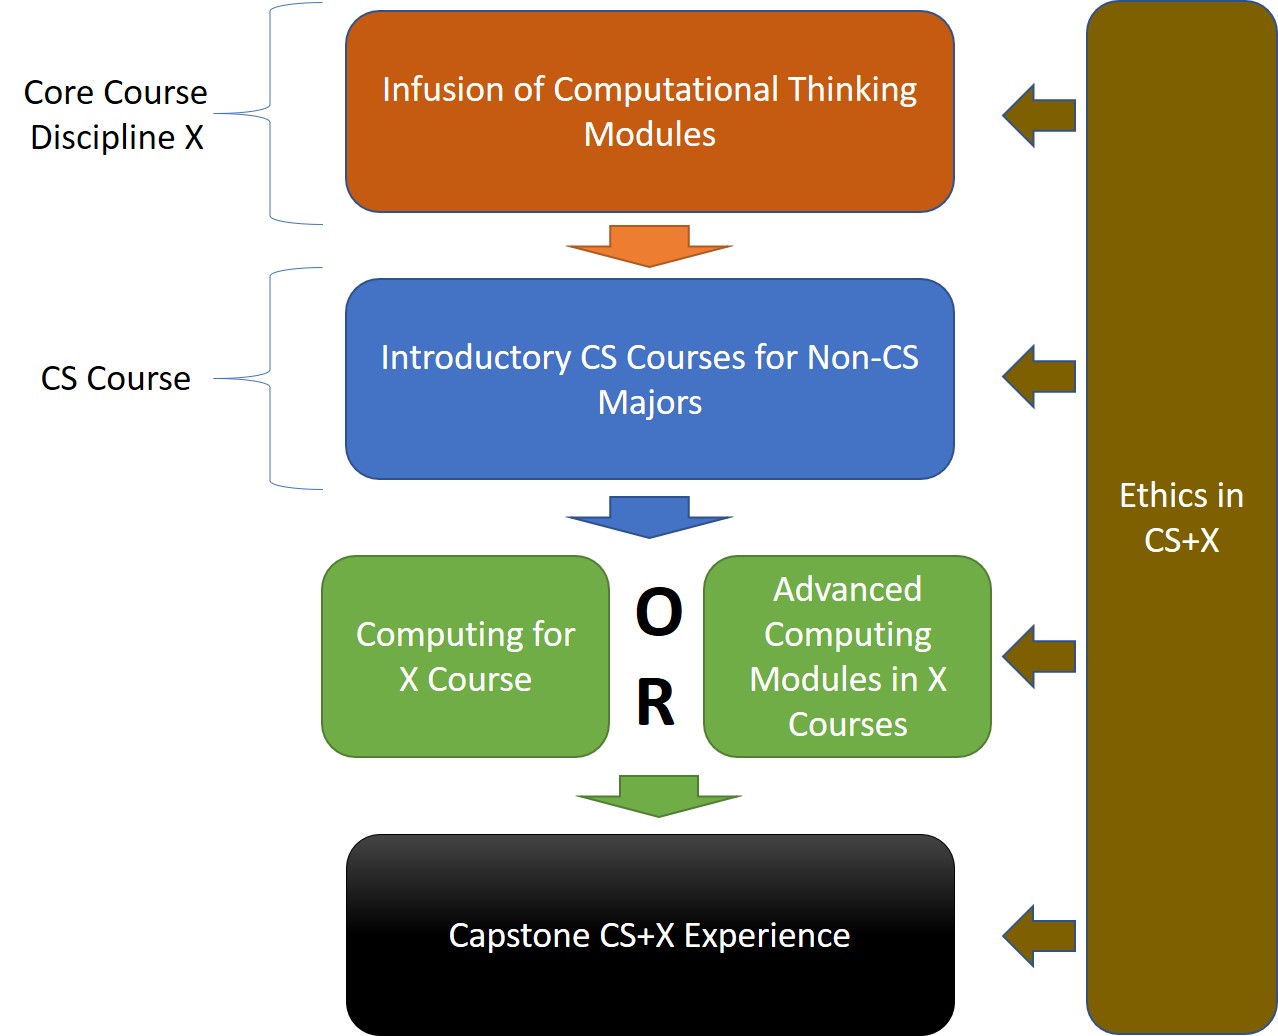 Core Course
Discipline X
Infusion of Computational Thinking
Modules
CS Course
Introductory CS Courses for Non-CS
Majors
Computing for
X Course
O
R
Advanced
Computing
Modules in X
Courses
Capstone CS+X Experience
Ethics in
CS+X